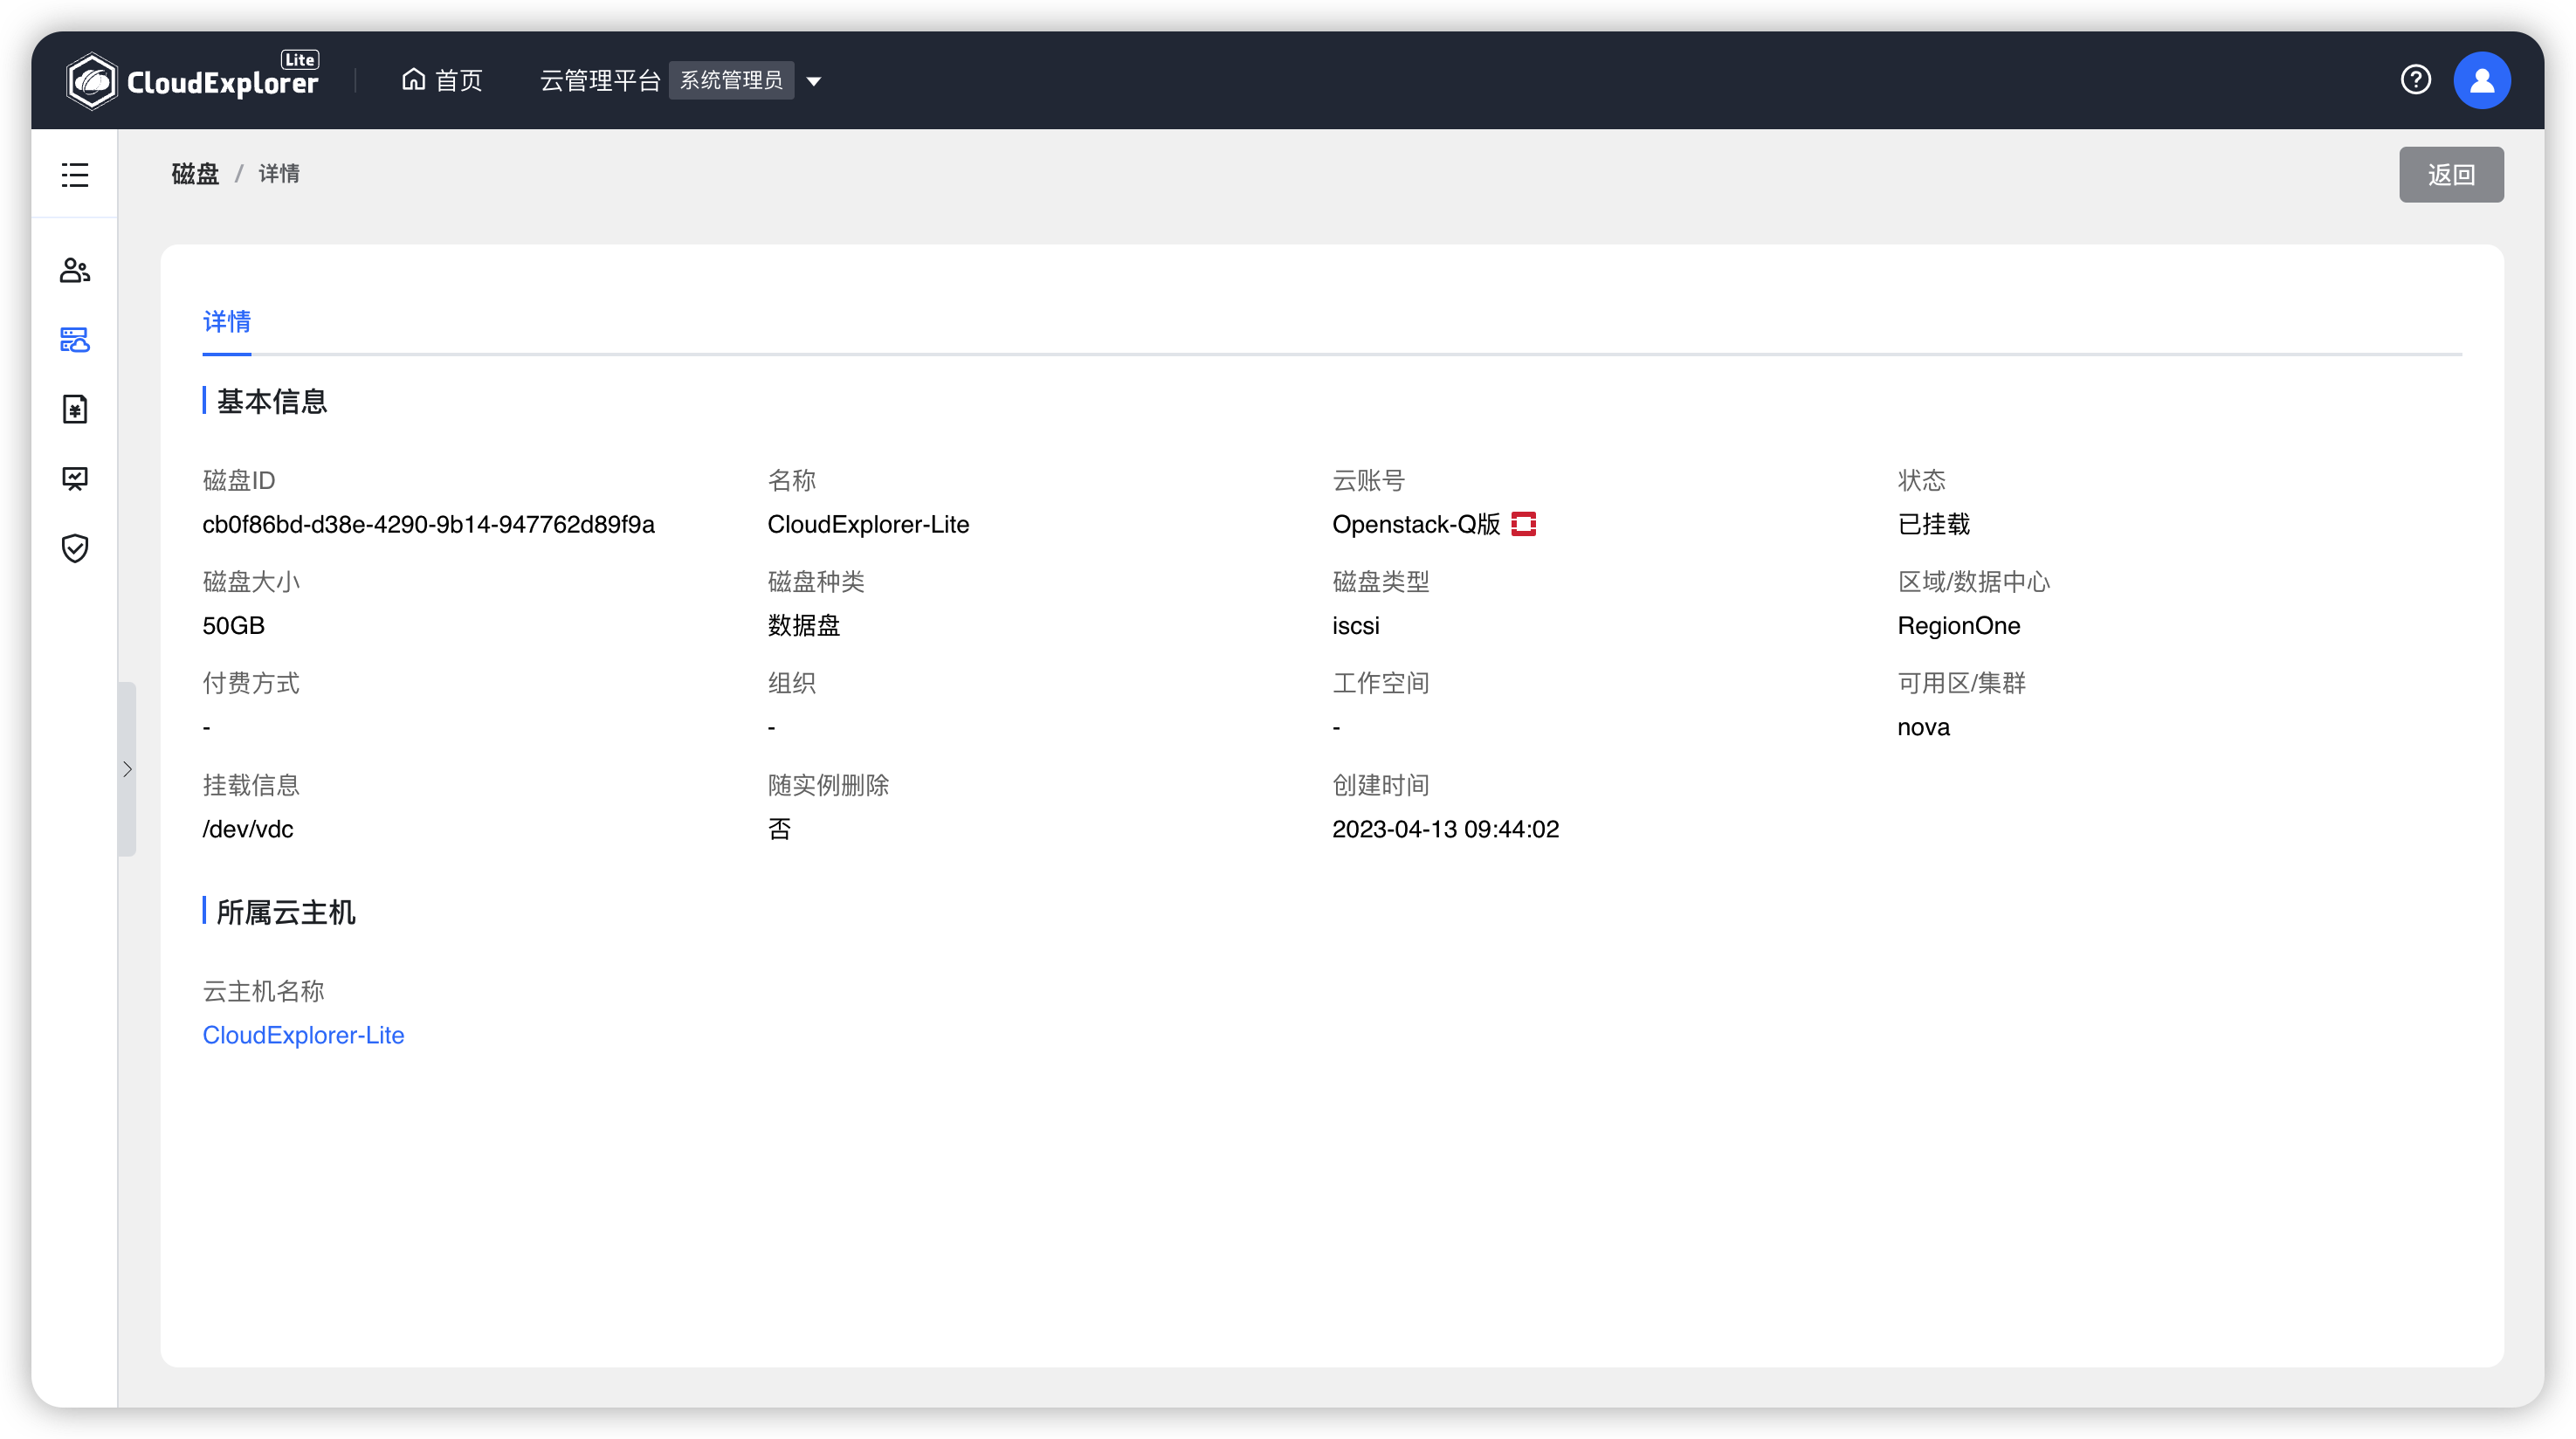 CloudExplorer Lite 首页 云管理平台 系统管理员
磁盘 / 详情 返回
详情
基本信息
磁盘ID 名称 云账号 状态
cb0f86bd-d38e-4290-9b14-947762d89f9a CloudExplorer-Lite Openstack-Q版 已挂载
磁盘大小 磁盘种类 磁盘类型 区域/数据中心
50GB 数据盘 iscsi RegionOne
付费方式 组织 工作空间 可用区/集群
- - - nova
挂载信息 随实例删除 创建时间
/dev/vdc 否 2023-04-13 09:44:02
所属云主机
云主机名称
CloudExplorer-Lite